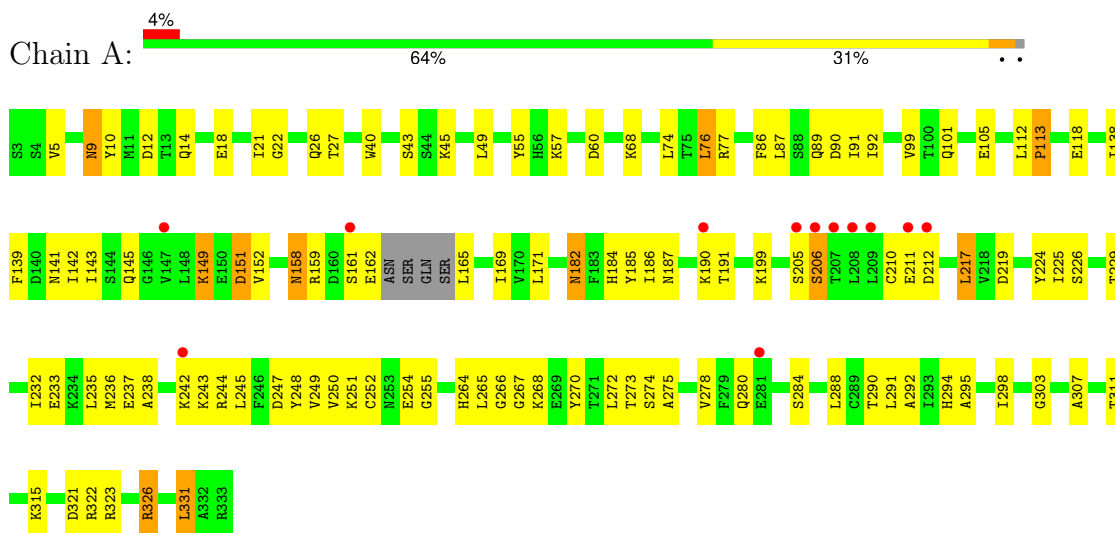 4%
Chain A:
64% 31% • •
S3 S4 V5 N9 Y10 M11 D12 T13 Q14 E18 I21 G22 Q26 T27 W40 S43 S44 K45 L49 Y55 H56 K57 D60 K68 L74 T75 L76 R77 F86 L87 S88 Q89 D90 I91 I92 V99 T100 Q101 E105 L112 P113 E118 I138
F139 D140 N141 I142 I143 S144 Q145 G146 V147 L148 K149 E150 D151 V152 N158 R159 D160 S161 E162 ASN SER GLN SER L165 I169 V170 L171 N182 F183 H184 Y185 I186 N187 K190 T191 K199 S205 S206 T207 L208 L209 C210 E211 D212 L217 V218 D219 Y224 I225 S226 T229
I232 E233 K234 L235 M236 E237 A238 K242 K243 R244 L245 F246 D247 Y248 V249 V250 K251 C252 N253 E254 G255 H264 L265 G266 G267 K268 E269 Y270 T271 L272 T273 S274 A275 V278 F279 Q280 E281 S284 L288 C289 T290 L291 A292 I293 H294 A295 I298 G303 A307 T311
K315 D321 R322 R323 R326 L331 A332 R333